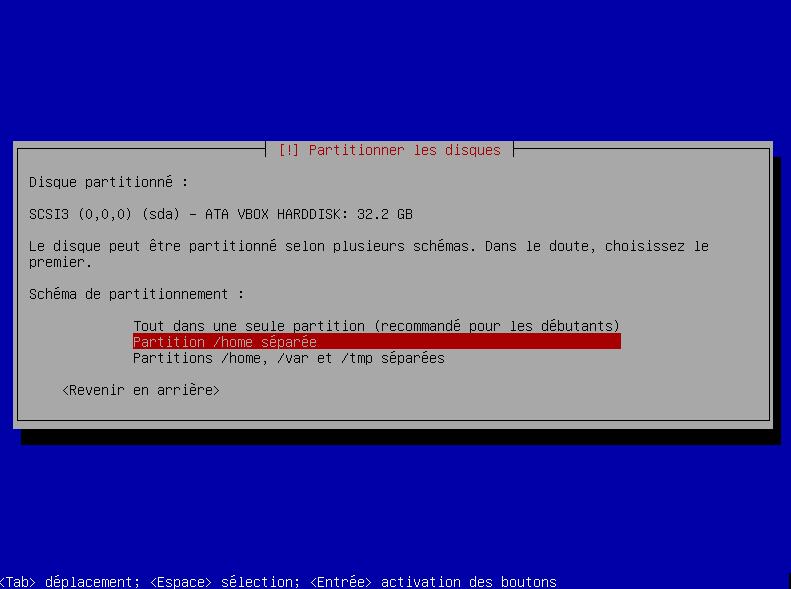 [!] Partitionner les disques
Disque partitionné :
SCSI3 (0,0,0) (sda) - ATA VBOX HARDDISK: 32.2 GB
Le disque peut être partitionné selon plusieurs schémas. Dans le doute, choisissez le
premier.
Schéma de partitionnement :
Tout dans une seule partition (recommandé pour les débutants)
Partition /home séparée
Partitions /home, /var et /tmp séparées
<Revenir en arrière>
<Tab> déplacement; <Espace> sélection; <Entrée> activation des boutons